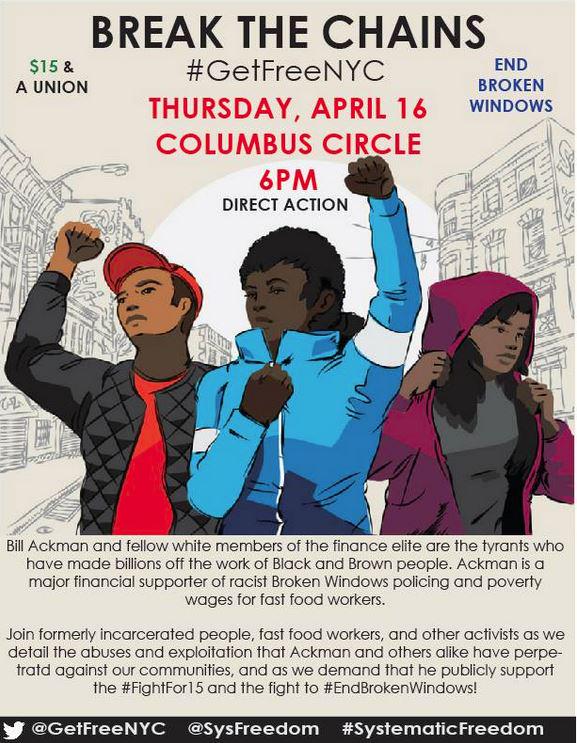 BREAK THE CHAINS
#GetFreeNYC
$15 &
A UNION
END
BROKEN
WINDOWS
THURSDAY, APRIL 16
COLUMBUS CIRCLE
6PM
DIRECT ACTION
Bill Ackman and fellow white members of the finance elite are the tyrants who
have made billions off the work of Black and Brown people. Ackman is a
major financial supporter of racist Broken Windows policing and poverty
wages for fast food workers.
Join formerly incarcerated people, fast food workers, and other activists as we
detail the abuses and exploitation that Ackman and others alike have perpe-
tratd against our communities, and as we demand that he publicly support
the #FightFor15 and the fight to #EndBrokenWindows!
@GetFreeNYC @SysFreedom #SystematicFreedom